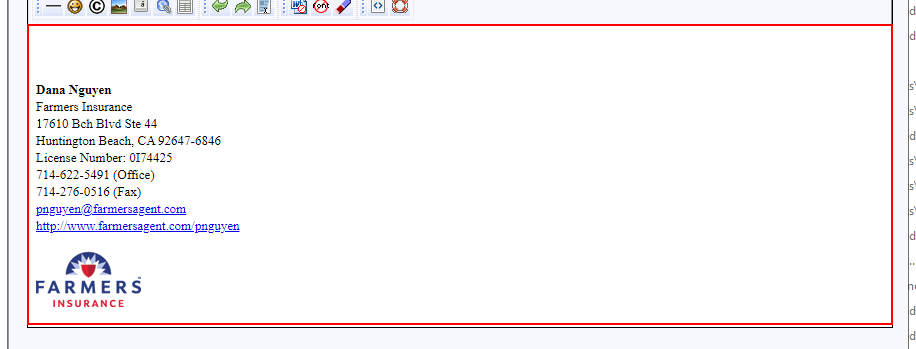 Dana Nguyen
Farmers Insurance
17610 Bch Blvd Ste 44
Huntington Beach, CA 92647-6846
License Number: 0I74425
714-622-5491 (Office)
714-276-0516 (Fax)
pnguyen@farmersagent.com
http://www.farmersagent.com/pnguyen
FARMERS
INSURANCE